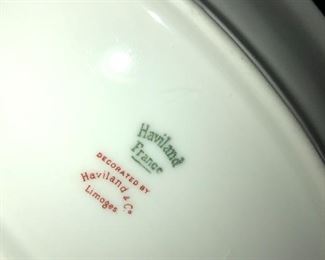 Haviland
France
DECORATED BY
Haviland & Co
Limoges